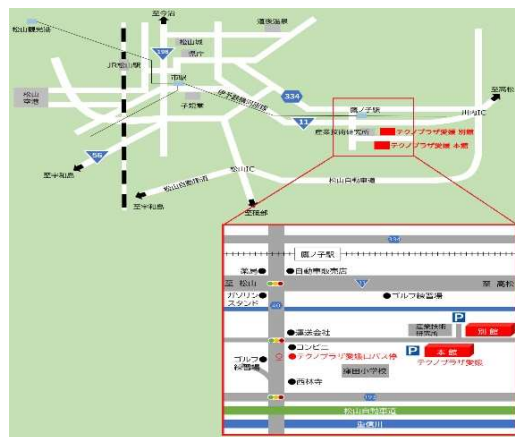 至今治
道後温泉
松山観光港
196
松山城
県庁
JR松山駅
市駅
伊予鉄横河原線
334
至高松
松山
空港
子規堂
鷹ノ子駅
川内IC
11
産業技術研究所
テクノプラザ愛媛 別館
テクノプラザ愛媛 本館
56
松山IC
至宇和島
松山自動車道
松山自動車道
至宇和島
至砥部
334
鷹ノ子駅
薬局
自動車販売店
至 松山
11
至 高松
ガソリン
スタンド
ゴルフ練習場
40
P
運送会社
産業技術
研究所
別館
コンビニ
P
本館
テクノプラザ愛媛口バス停
テクノプラザ愛媛
ゴルフ
練習場
窪田小学校
西林寺
193
松山自動車道
重信川